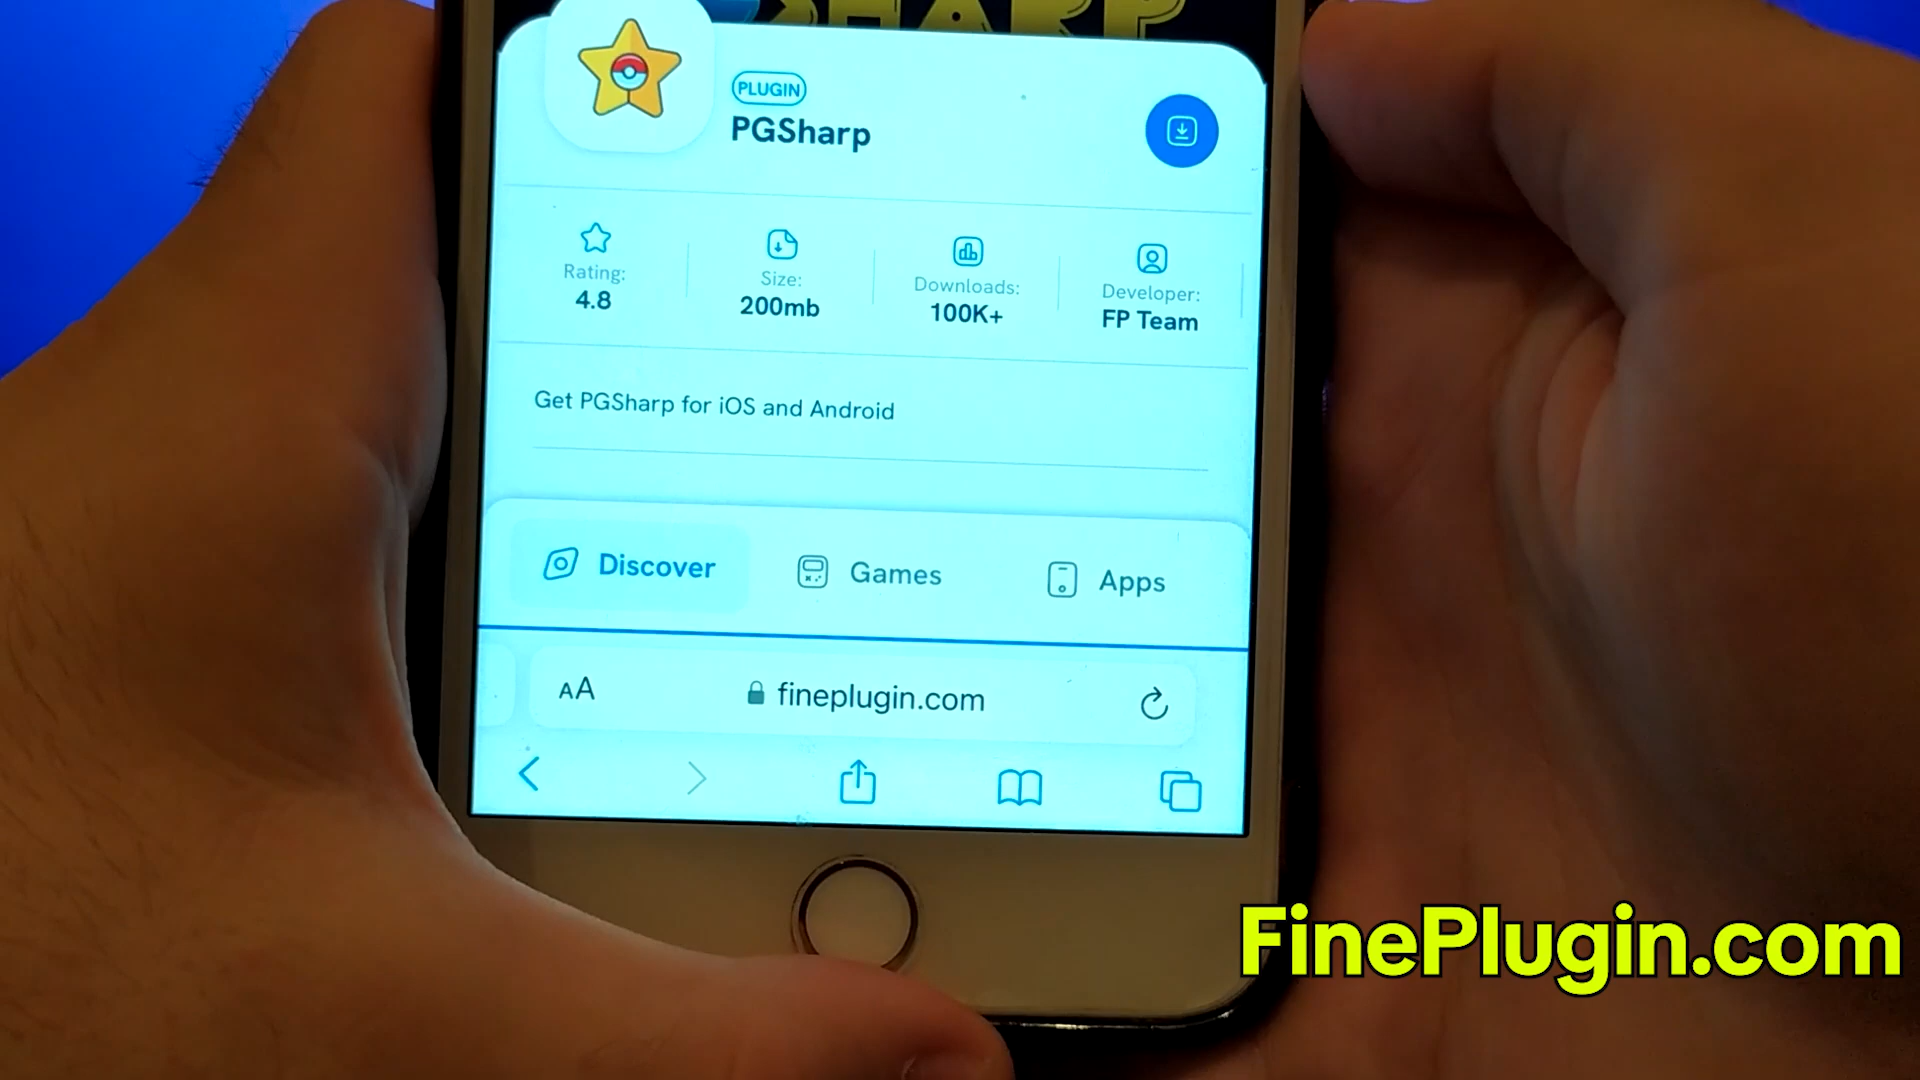 SHARP
PLUGIN
PGSharp
Rating:
4.8
Size:
200mb
Downloads:
100K+
Developer:
FP Team
Get PGSharp for iOS and Android
Discover
Games
Apps
AA
fineplugin.com
FinePlugin.com